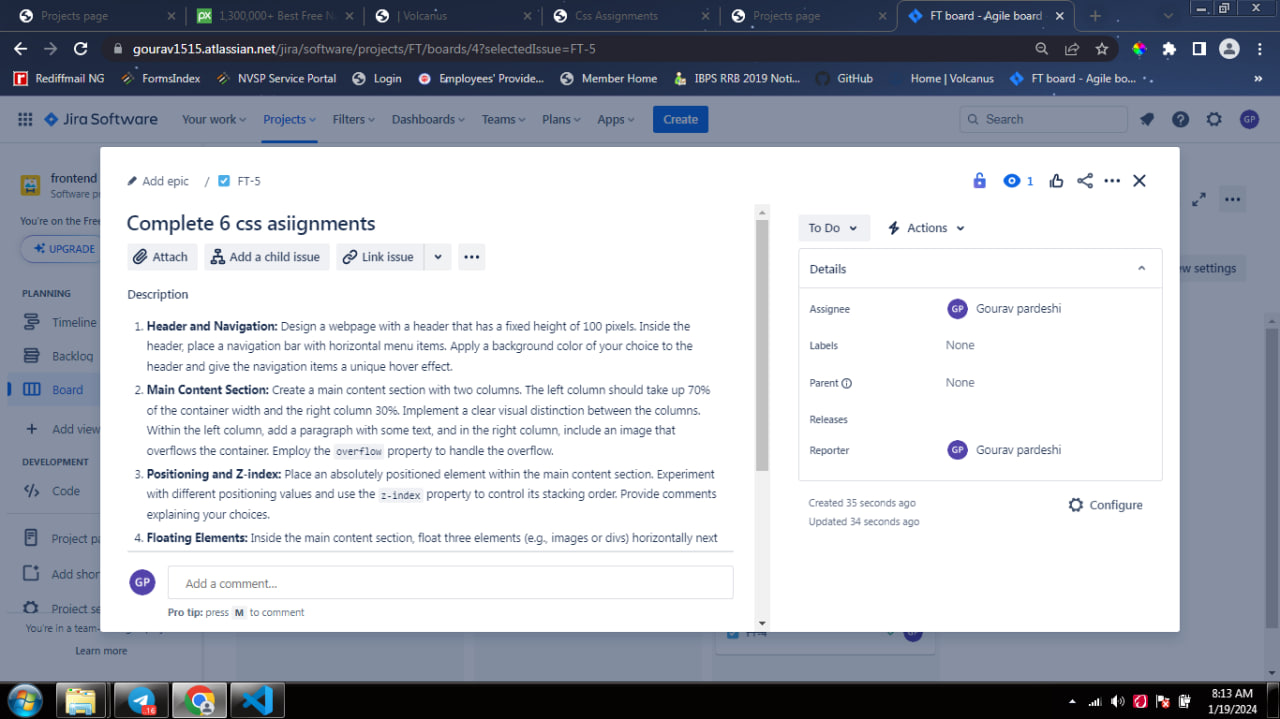 Projects page
1,300,000+ Best Free N
| Volcanus
Css Assignments
Projects page
FT board - Agile board
gourav1515.atlassian.net/jira/software/projects/FT/boards/4?selectedIssue=FT-5
Rediffmail NG
FormsIndex
NVSP Service Portal
Login
Employees' Provide...
Member Home
IBPS RRB 2019 Noti...
GitHub
Home | Volcanus
FT board - Agile bo...
»
Jira Software
Your work
Projects
Filters
Dashboards
Teams
Plans
Apps
Create
Search
GP
frontend
Software p
You're on the Free
UPGRADE
PLANNING
Timeline
Backlog
Board
Add view
DEVELOPMENT
Code
Project pa
Add shor
Project se
You're in a team-
Learn more
ew settings
Add epic / FT-5
1
Complete 6 css asiignments
Attach
Add a child issue
Link issue
Description
1. Header and Navigation: Design a webpage with a header that has a fixed height of 100 pixels. Inside the
header, place a navigation bar with horizontal menu items. Apply a background color of your choice to the
header and give the navigation items a unique hover effect.
2. Main Content Section: Create a main content section with two columns. The left column should take up 70%
of the container width and the right column 30%. Implement a clear visual distinction between the columns.
Within the left column, add a paragraph with some text, and in the right column, include an image that
overflows the container. Employ the overflow property to handle the overflow.
3. Positioning and Z-index: Place an absolutely positioned element within the main content section. Experiment
with different positioning values and use the z-index property to control its stacking order. Provide comments
explaining your choices.
4. Floating Elements: Inside the main content section, float three elements (e.g., images or divs) horizontally next
GP
Add a comment...
Pro tip: press M to comment
To Do
Actions
Details
Assignee
GP Gourav pardeshi
Labels
None
Parent
None
Releases
Reporter
GP Gourav pardeshi
Created 35 seconds ago
Updated 34 seconds ago
Configure
FT-4
GP
16
8:13 AM
1/19/2024